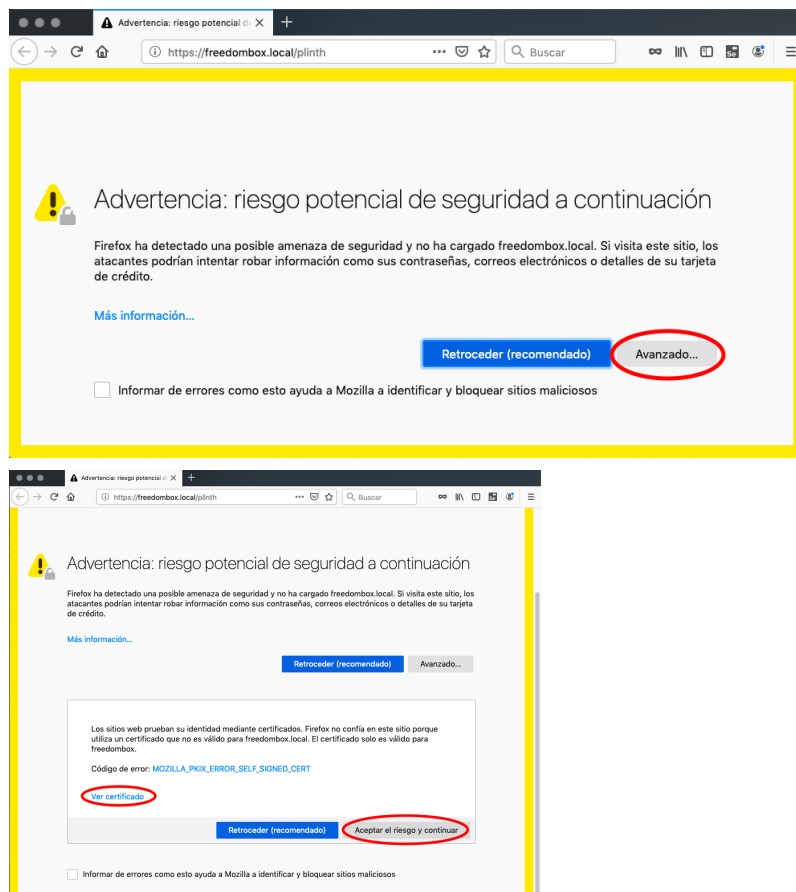 Advertencia: riesgo potencial d
https://freedombox.local/plinth
Buscar
Se
Advertencia: riesgo potencial de seguridad a continuación
Firefox ha detectado una posible amenaza de seguridad y no ha cargado freedombox.local. Si visita este sitio, los
atacantes podrían intentar robar información como sus contraseñas, correos electrónicos o detalles de su tarjeta
de crédito.
Más información...
Retroceder (recomendado)
Avanzado...
Informar de errores como esto ayuda a Mozilla a identificar y bloquear sitios maliciosos
Advertencia: riesgo potencial d
https://freedombox.local/plinth
Buscar
Advertencia: riesgo potencial de seguridad a continuación
Firefox ha detectado una posible amenaza de seguridad y no ha cargado freedombox.local. Si visita este sitio, los
atacantes podrían intentar robar información como sus contraseñas, correos electrónicos o detalles de su tarjeta
de crédito.
Más información...
Retroceder (recomendado)
Avanzado...
Los sitios web prueban su identidad mediante certificados. Firefox no confía en este sitio porque
utiliza un certificado que no es válido para freedombox.local. El certificado solo es válido para
freedombox.
Código de error: MOZILLA_PKIX_ERROR_SELF_SIGNED_CERT
Ver certificado
Retroceder (recomendado)
Aceptar el riesgo y continuar
Informar de errores como esto ayuda a Mozilla a identificar y bloquear sitios maliciosos